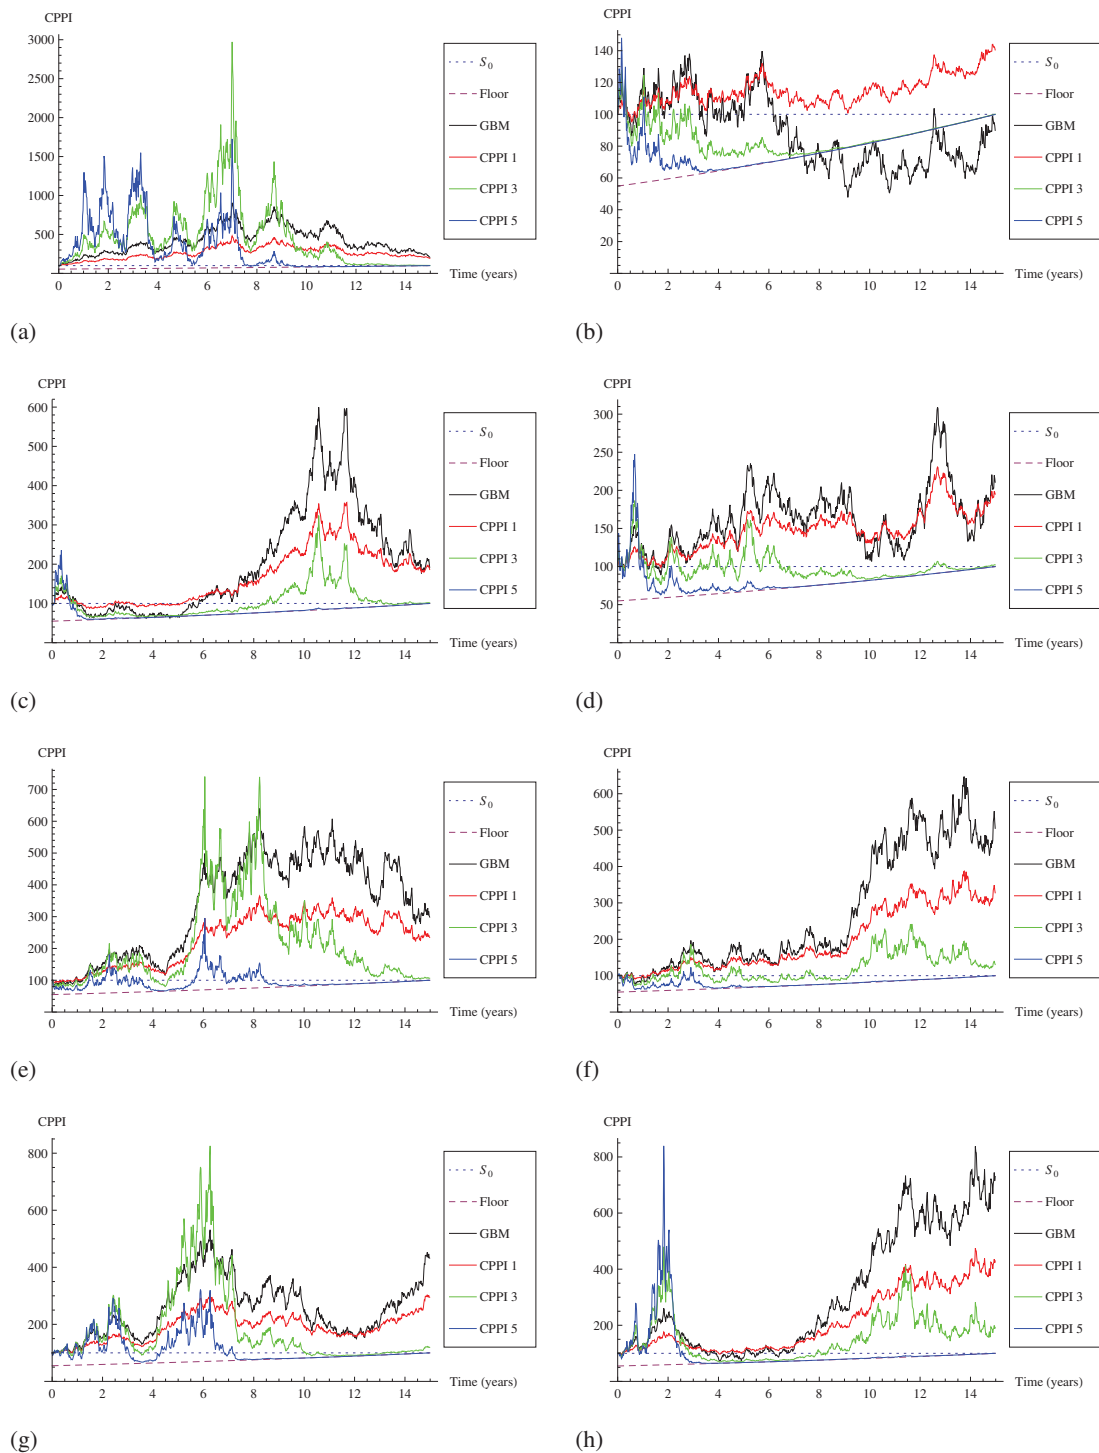 CPPI
3000
2500
2000
1500
1000
500
0 2 4 6 8 10 12 14
Time (years)
S0
Floor
GBM
CPPI 1
CPPI 3
CPPI 5
(a)
CPPI
140
120
100
80
60
40
20
0 2 4 6 8 10 12 14
Time (years)
S0
Floor
GBM
CPPI 1
CPPI 3
CPPI 5
(b)
CPPI
600
500
400
300
200
100
0 2 4 6 8 10 12 14
Time (years)
S0
Floor
GBM
CPPI 1
CPPI 3
CPPI 5
(c)
CPPI
300
250
200
150
100
50
0 2 4 6 8 10 12 14
Time (years)
S0
Floor
GBM
CPPI 1
CPPI 3
CPPI 5
(d)
CPPI
700
600
500
400
300
200
100
0 2 4 6 8 10 12 14
Time (years)
S0
Floor
GBM
CPPI 1
CPPI 3
CPPI 5
(e)
CPPI
600
500
400
300
200
100
0 2 4 6 8 10 12 14
Time (years)
S0
Floor
GBM
CPPI 1
CPPI 3
CPPI 5
(f)
CPPI
800
600
400
200
0 2 4 6 8 10 12 14
Time (years)
S0
Floor
GBM
CPPI 1
CPPI 3
CPPI 5
(g)
CPPI
800
600
400
200
0 2 4 6 8 10 12 14
Time (years)
S0
Floor
GBM
CPPI 1
CPPI 3
CPPI 5
(h)